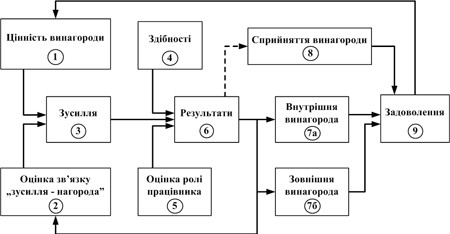 Цінність винагороди
1
Здібності
4
Сприйняття винагороди
8
Зусилля
3
Результати
6
Внутрішня
винагорода
7а
Задоволення
9
Оцінка зв’язку
„зусилля - нагорода”
2
Оцінка ролі
працівника
5
Зовнішня
винагорода
7б